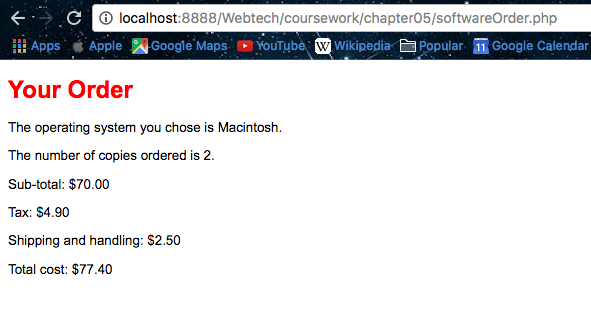 localhost:8888/Webtech/coursework/chapter05/softwareOrder.php
Apps Apple Google Maps YouTube W Wikipedia Popular 11 Google Calendar
Your Order
The operating system you chose is Macintosh.
The number of copies ordered is 2.
Sub-total: $70.00
Tax: $4.90
Shipping and handling: $2.50
Total cost: $77.40